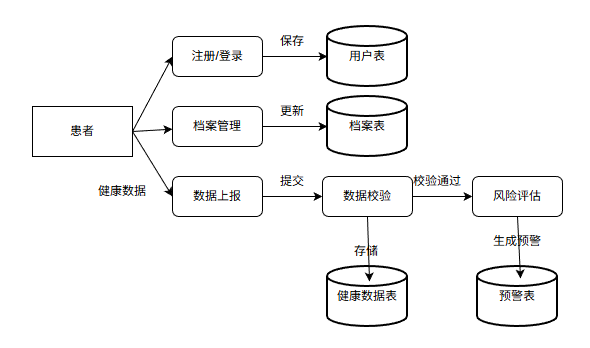 保存
注册/登录
用户表
更新
患者
档案管理
档案表
健康数据
数据上报
提交
数据校验
校验通过
风险评估
存储
生成预警
健康数据表
预警表